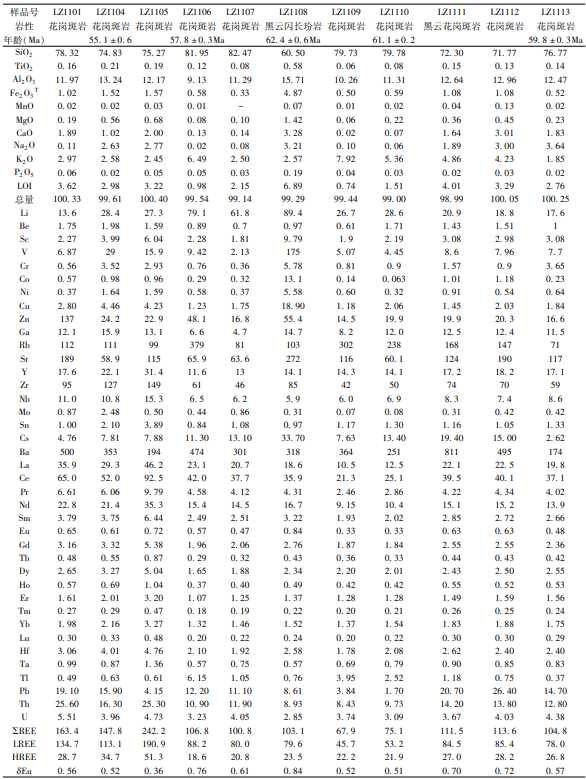 样品号 LZ1101 LZ1104 LZ1105 LZ1106 LZ1107 LZ1108 LZ1109 LZ1110 LZ1111 LZ1112 LZ1113
岩性 花岗斑岩 花岗斑岩 花岗斑岩 花岗斑岩 花岗斑岩 黑云闪长玢岩 花岗斑岩 花岗斑岩 黑云花岗斑岩 花岗斑岩 花岗斑岩
年龄(Ma) 55.1±0.6 57.8±0.3Ma 62.4±0.6Ma 61.1±0.2 59.8±0.3Ma
SiO2 78.32 74.83 75.27 81.95 82.47 60.50 79.73 79.78 72.30 71.77 76.77
TiO2 0.16 0.21 0.19 0.12 0.08 0.58 0.06 0.08 0.15 0.13 0.14
Al2O3 11.97 13.24 12.17 9.13 11.29 15.71 10.26 11.31 12.64 12.96 12.47
Fe2O3T 1.02 1.52 1.57 0.58 0.33 4.87 0.50 0.59 1.08 1.08 0.52
MnO 0.02 0.02 0.03 0.01 – 0.07 0.01 0.02 0.04 0.13 0.02
MgO 0.19 0.56 0.68 0.08 0.10 1.42 0.06 0.22 0.36 0.45 0.23
CaO 1.89 1.02 2.00 0.13 0.14 3.28 0.02 0.07 1.64 3.01 1.83
Na2O 0.11 2.63 2.77 0.02 0.08 3.21 0.10 0.06 1.89 3.00 3.64
K2O 2.97 2.58 2.45 6.49 2.50 2.57 7.92 5.36 4.86 4.23 1.85
P2O5 0.06 0.02 0.05 0.05 0.03 0.19 0.04 0.03 0.02 0.03 0.02
LOI 3.62 2.98 3.22 0.98 2.15 6.89 0.74 1.51 4.01 3.29 2.76
总量 100.33 99.61 100.40 99.54 99.14 99.29 99.44 99.00 98.99 100.05 100.25
Li 13.6 28.4 27.3 79.1 61.8 89.4 26.7 28.6 20.9 18.8 17.6
Be 1.75 1.98 1.59 0.89 0.7 0.97 0.61 1.71 1.43 1.51 1
Sc 2.27 3.99 6.04 2.28 1.81 9.79 1.9 2.19 3.08 2.98 3.08
V 6.87 29 15.9 9.42 2.13 175 5.07 4.45 8.6 7.96 7.7
Cr 0.56 3.52 2.93 0.76 0.36 5.78 0.81 0.9 1.57 0.9 3.65
Co 0.57 0.98 0.96 0.29 0.32 13.1 0.14 0.063 1.01 1.18 0.23
Ni 0.37 1.64 1.59 0.58 0.37 5.58 0.60 0.32 0.91 0.54 0.64
Cu 2.80 4.46 4.23 1.23 1.75 18.90 1.18 2.06 1.45 2.03 1.84
Zn 137 24.2 22.9 48.1 16.8 55.4 14.5 19.9 19.9 20.3 16.6
Ga 12.1 15.9 13.1 6.6 4.7 14.7 8.2 12.0 12.5 12.4 11.5
Rb 112 111 99 379 81 103 302 238 168 147 71
Sr 189 58.9 115 65.9 63.6 272 116 60.1 124 190 117
Y 17.6 22.1 31.4 11.6 13 14.1 14.3 14.1 17.2 18.2 17.1
Zr 95 127 149 61 46 85 42 50 74 70 59
Nb 11.0 10.8 15.3 6.5 6.2 5.9 6.0 6.9 8.3 7.4 8.6
Mo 0.87 2.48 0.50 0.44 0.86 0.31 0.07 0.08 0.31 0.42 0.42
Sn 1.00 2.10 3.89 0.84 1.08 0.97 1.17 1.30 1.16 1.05 1.33
Cs 4.76 7.81 7.88 11.30 13.10 33.70 7.63 13.40 19.40 15.00 2.62
Ba 500 353 194 474 301 318 364 251 811 495 174
La 35.9 29.3 46.2 23.1 20.7 18.6 10.5 12.5 22.1 22.5 19.8
Ce 65.0 52.0 92.5 42.0 37.7 35.9 21.3 25.1 39.5 40.1 37.1
Pr 6.61 6.06 9.79 4.58 4.12 4.31 2.46 2.86 4.22 4.34 4.02
Nd 22.8 21.4 35.3 15.4 14.5 16.7 9.15 10.4 15.1 15.2 13.9
Sm 3.79 3.75 6.44 2.49 2.51 3.22 1.93 2.02 2.85 2.72 2.66
Eu 0.65 0.61 0.72 0.57 0.47 0.84 0.33 0.33 0.63 0.63 0.48
Gd 3.16 3.32 5.38 1.96 2.06 2.76 1.87 1.84 2.55 2.55 2.36
Tb 0.48 0.55 0.87 0.29 0.32 0.43 0.36 0.33 0.44 0.43 0.42
Dy 2.65 3.27 5.04 1.65 1.88 2.34 2.20 2.01 2.43 2.50 2.55
Ho 0.57 0.69 1.04 0.37 0.40 0.49 0.42 0.42 0.55 0.52 0.53
Er 1.61 2.01 3.20 1.07 1.25 1.37 1.28 1.28 1.49 1.59 1.56
Tm 0.27 0.29 0.47 0.18 0.19 0.22 0.20 0.21 0.26 0.25 0.24
Yb 1.98 2.16 3.27 1.32 1.46 1.52 1.37 1.54 1.83 1.88 1.75
Lu 0.30 0.33 0.48 0.20 0.22 0.24 0.20 0.22 0.30 0.30 0.29
Hf 3.06 4.01 4.76 2.10 1.92 2.58 1.78 2.08 2.62 2.40 2.40
Ta 0.99 0.87 1.36 0.57 0.75 0.57 0.69 0.79 0.90 0.85 0.83
Tl 0.49 0.63 0.61 6.15 1.05 0.76 3.95 2.52 1.18 0.75 0.37
Pb 19.10 15.90 4.15 12.20 11.10 8.61 3.84 1.70 20.70 26.40 14.70
Th 25.60 16.30 25.30 10.90 11.90 8.93 8.43 9.73 14.20 13.80 12.80
U 5.51 3.96 4.73 3.23 4.05 2.85 3.74 3.09 3.67 4.03 4.38
ΣREE 163.4 147.8 242.2 106.8 100.8 103.1 67.9 75.1 111.5 113.6 104.8
LREE 134.7 113.1 190.9 88.2 80.0 79.6 45.7 53.2 84.5 85.4 78.0
HREE 28.7 34.7 51.3 18.6 20.8 23.5 22.2 21.9 27.0 28.2 26.8
δEu 0.56 0.52 0.36 0.76 0.61 0.84 0.52 0.51 0.70 0.72 0.57